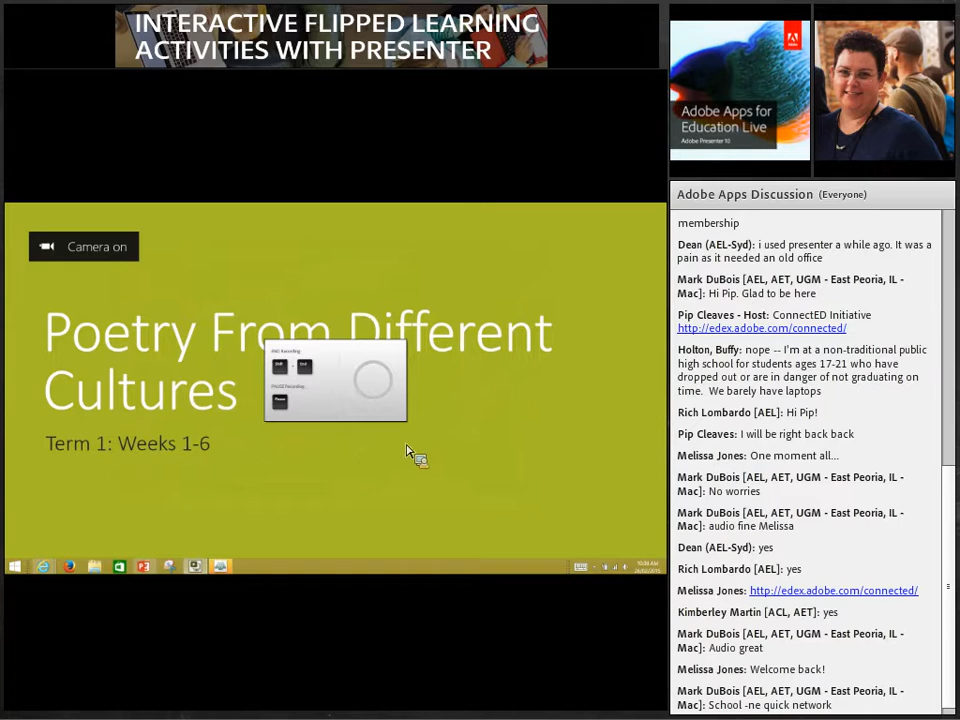 INTERACTIVE FLIPPED LEARNING
ACTIVITIES WITH PRESENTER
Adobe
Adobe Apps for
Education Live
Adobe Presenter 10
Camera on
Poetry From Different
Cultures
Term 1: Weeks 1-6
END Recording
Shift
End
PAUSE Recording
Pause
Adobe Apps Discussion (Everyone)
membership
Dean (AEL-Syd): i used presenter a while ago. It was a
pain as it needed an old office
Mark DuBois [AEL, AET, UGM - East Peoria, IL -
Mac]: Hi Pip. Glad to be here
Pip Cleaves - Host: ConnectED Initiative
http://edex.adobe.com/connected/
Holton, Buffy: nope -- I'm at a non-traditional public
high school for students ages 17-21 who have
dropped out or are in danger of not graduating on
time. We barely have laptops
Rich Lombardo [AEL]: Hi Pip!
Pip Cleaves: I will be right back back
Melissa Jones: One moment all...
Mark DuBois [AEL, AET, UGM - East Peoria, IL -
Mac]: No worries
Mark DuBois [AEL, AET, UGM - East Peoria, IL -
Mac]: audio fine Melissa
Dean (AEL-Syd): yes
Rich Lombardo [AEL]: yes
Melissa Jones: http://edex.adobe.com/connected/
Kimberley Martin [ACL, AET]: yes
Mark DuBois [AEL, AET, UGM - East Peoria, IL -
Mac]: Audio great
Melissa Jones: Welcome back!
Mark DuBois [AEL, AET, UGM - East Peoria, IL -
Mac]: School -ne quick network